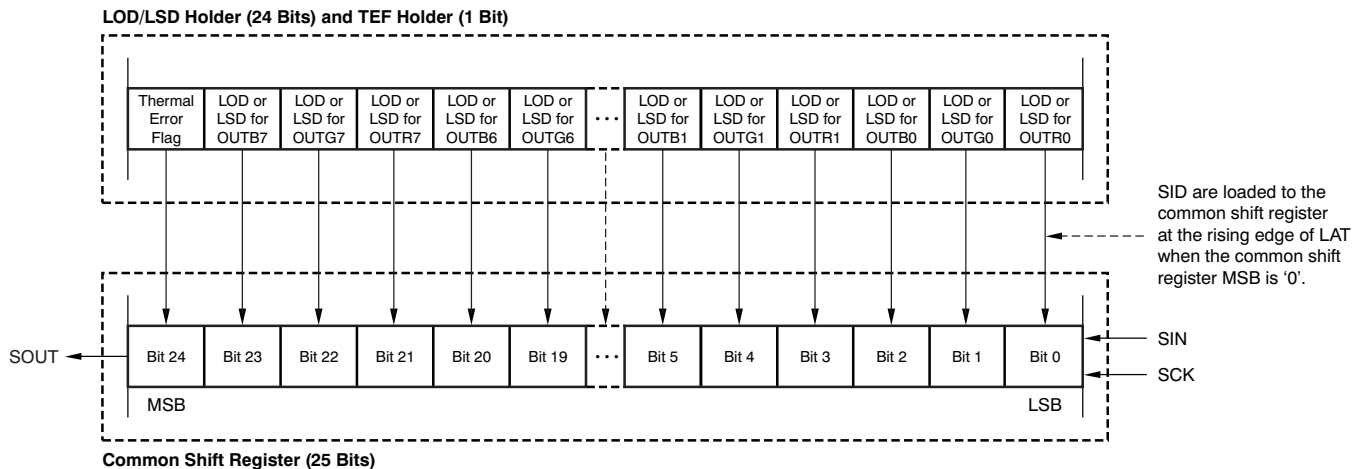 LOD/LSD Holder (24 Bits) and TEF Holder (1 Bit)
Thermal
Error
Flag
LOD or
LSD for
OUTB7
LOD or
LSD for
OUTG7
LOD or
LSD for
OUTR7
LOD or
LSD for
OUTB6
LOD or
LSD for
OUTG6
···
LOD or
LSD for
OUTB1
LOD or
LSD for
OUTG1
LOD or
LSD for
OUTR1
LOD or
LSD for
OUTB0
LOD or
LSD for
OUTG0
LOD or
LSD for
OUTR0
SID are loaded to the
common shift register
at the rising edge of LAT
when the common shift
register MSB is ‘0’.
SOUT
Bit 24
Bit 23
Bit 22
Bit 21
Bit 20
Bit 19
···
Bit 5
Bit 4
Bit 3
Bit 2
Bit 1
Bit 0
SIN
SCK
MSB
LSB
Common Shift Register (25 Bits)